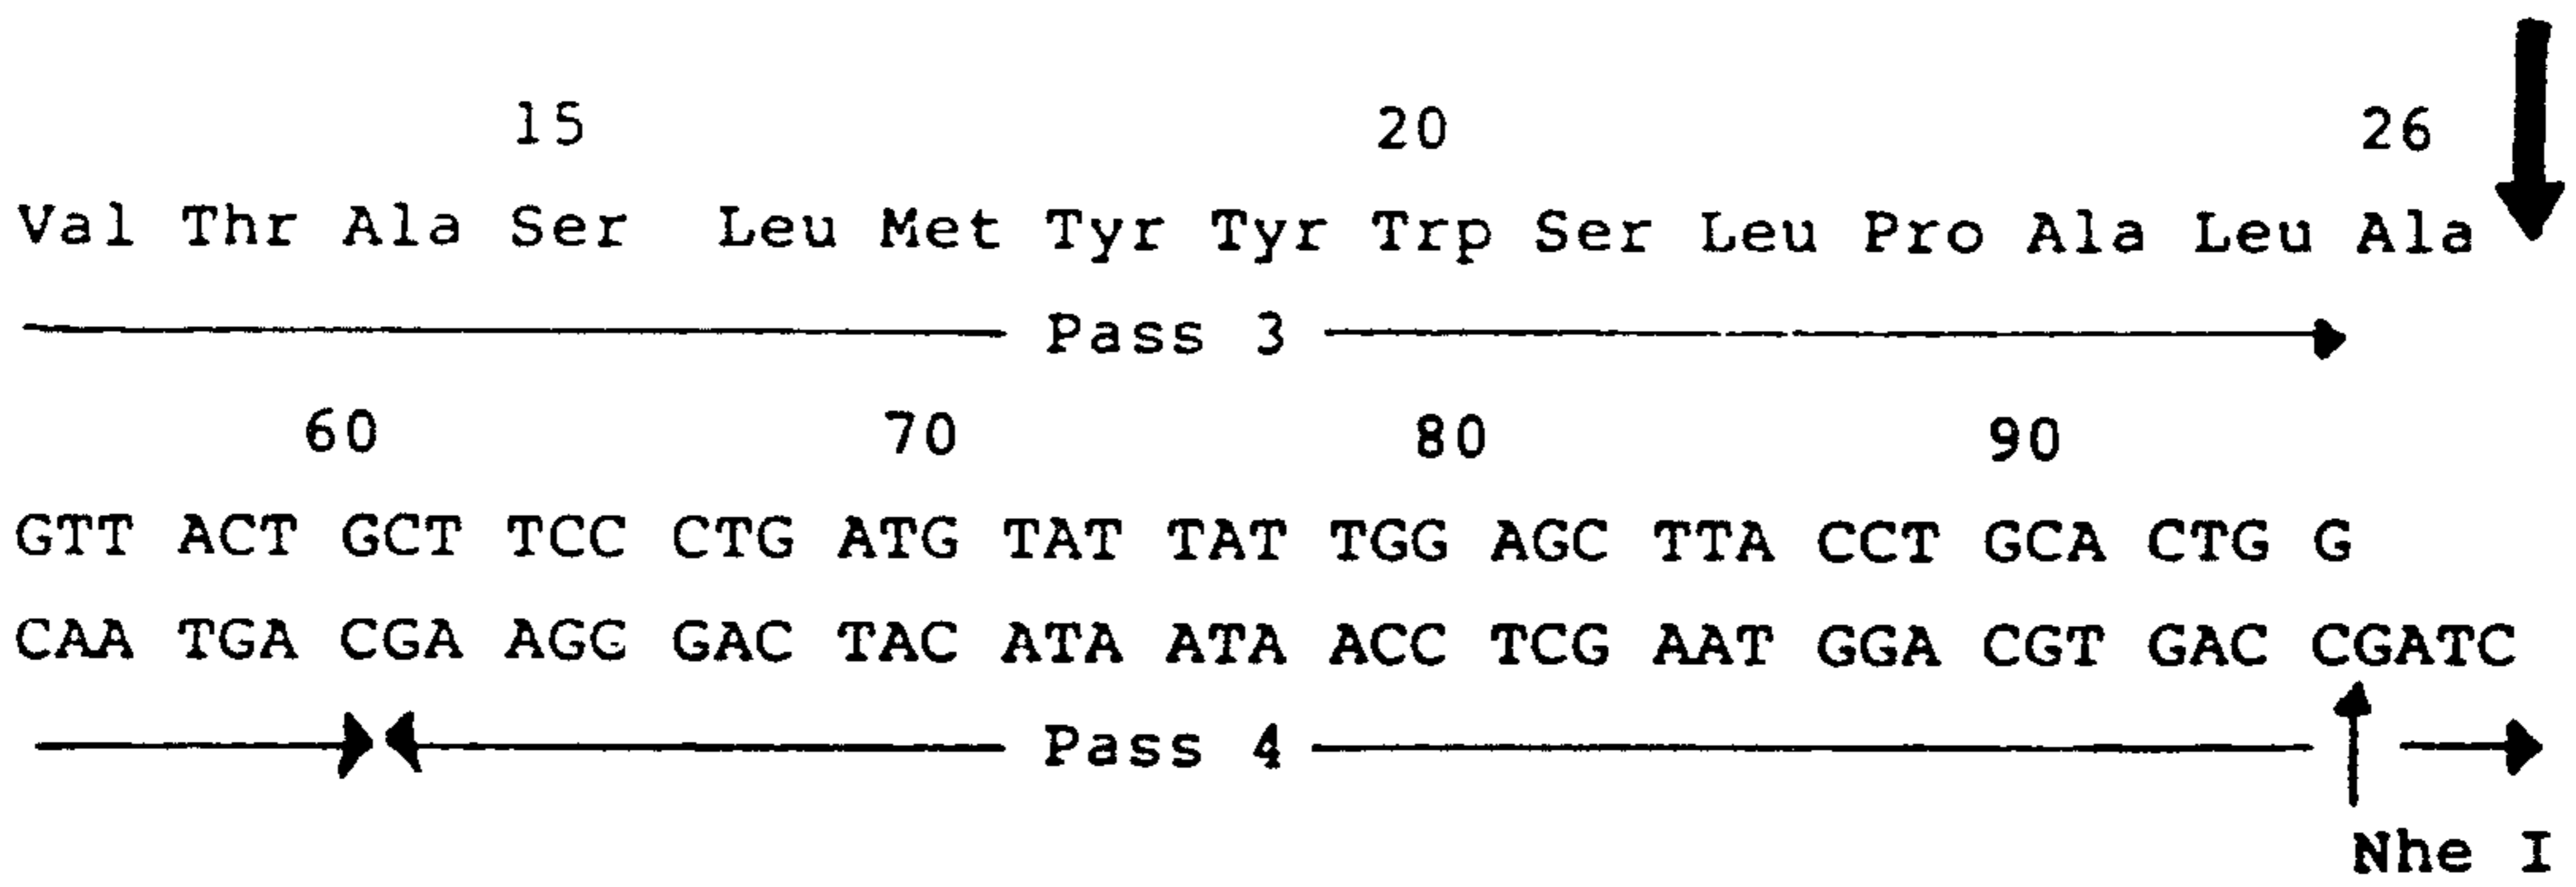 15 20 26
Val Thr Ala Ser Leu Met Tyr Tyr Trp Ser Leu Pro Ala Leu Ala
Pass 3
60 70 80 90
GTT ACT GCT TCC CTG ATG TAT TAT TGG AGC TTA CCT GCA CTG G
CAA TGA CGA AGG GAC TAC ATA ATA ACC TCG AAT GGA CGT GAC CGATC
Pass 4
Nhe I